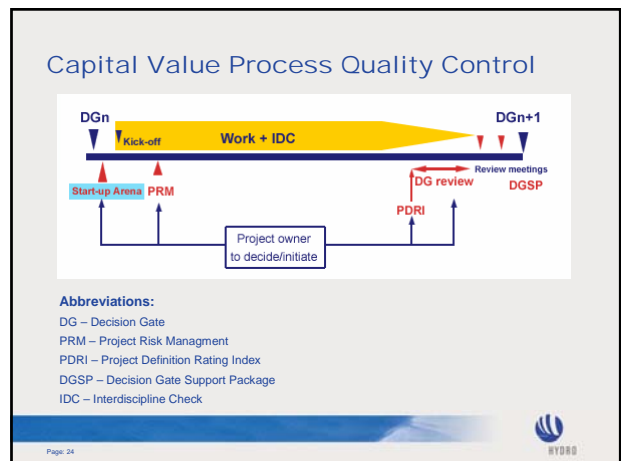 Capital Value Process Quality Control
DGn
DGn+1
Kick-off
Work + IDC
Start-up Arena
PRM
DG review
Review meetings
DGSP
PDRI
Project owner
to decide/initiate
Abbreviations:
DG – Decision Gate
PRM – Project Risk Managment
PDRI – Project Definition Rating Index
DGSP – Decision Gate Support Package
IDC – Interdiscipline Check
Page: 24
HYDRO